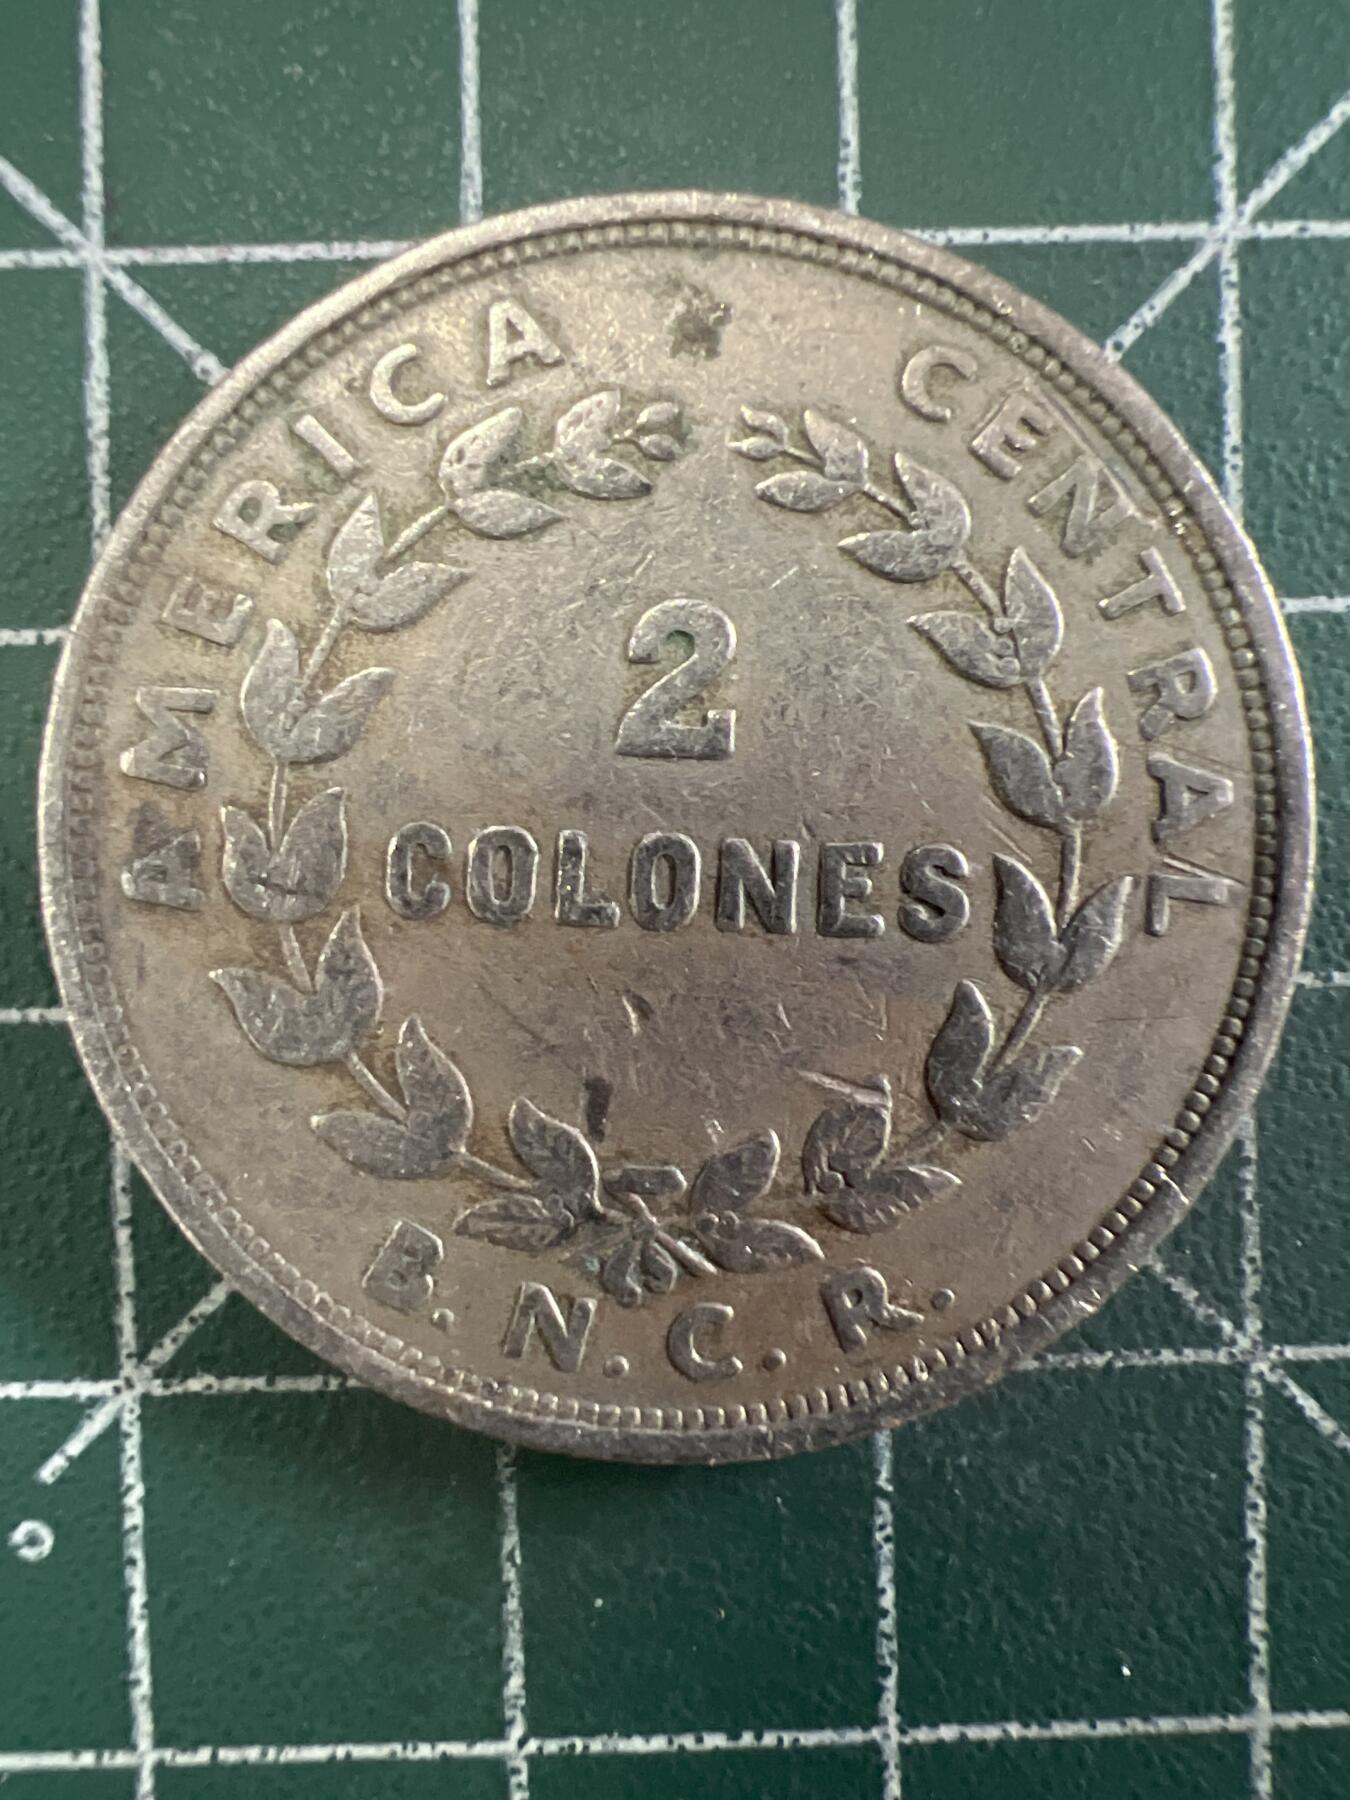 AMERICA CENTRAL
2
COLONES
B. N. C. R.